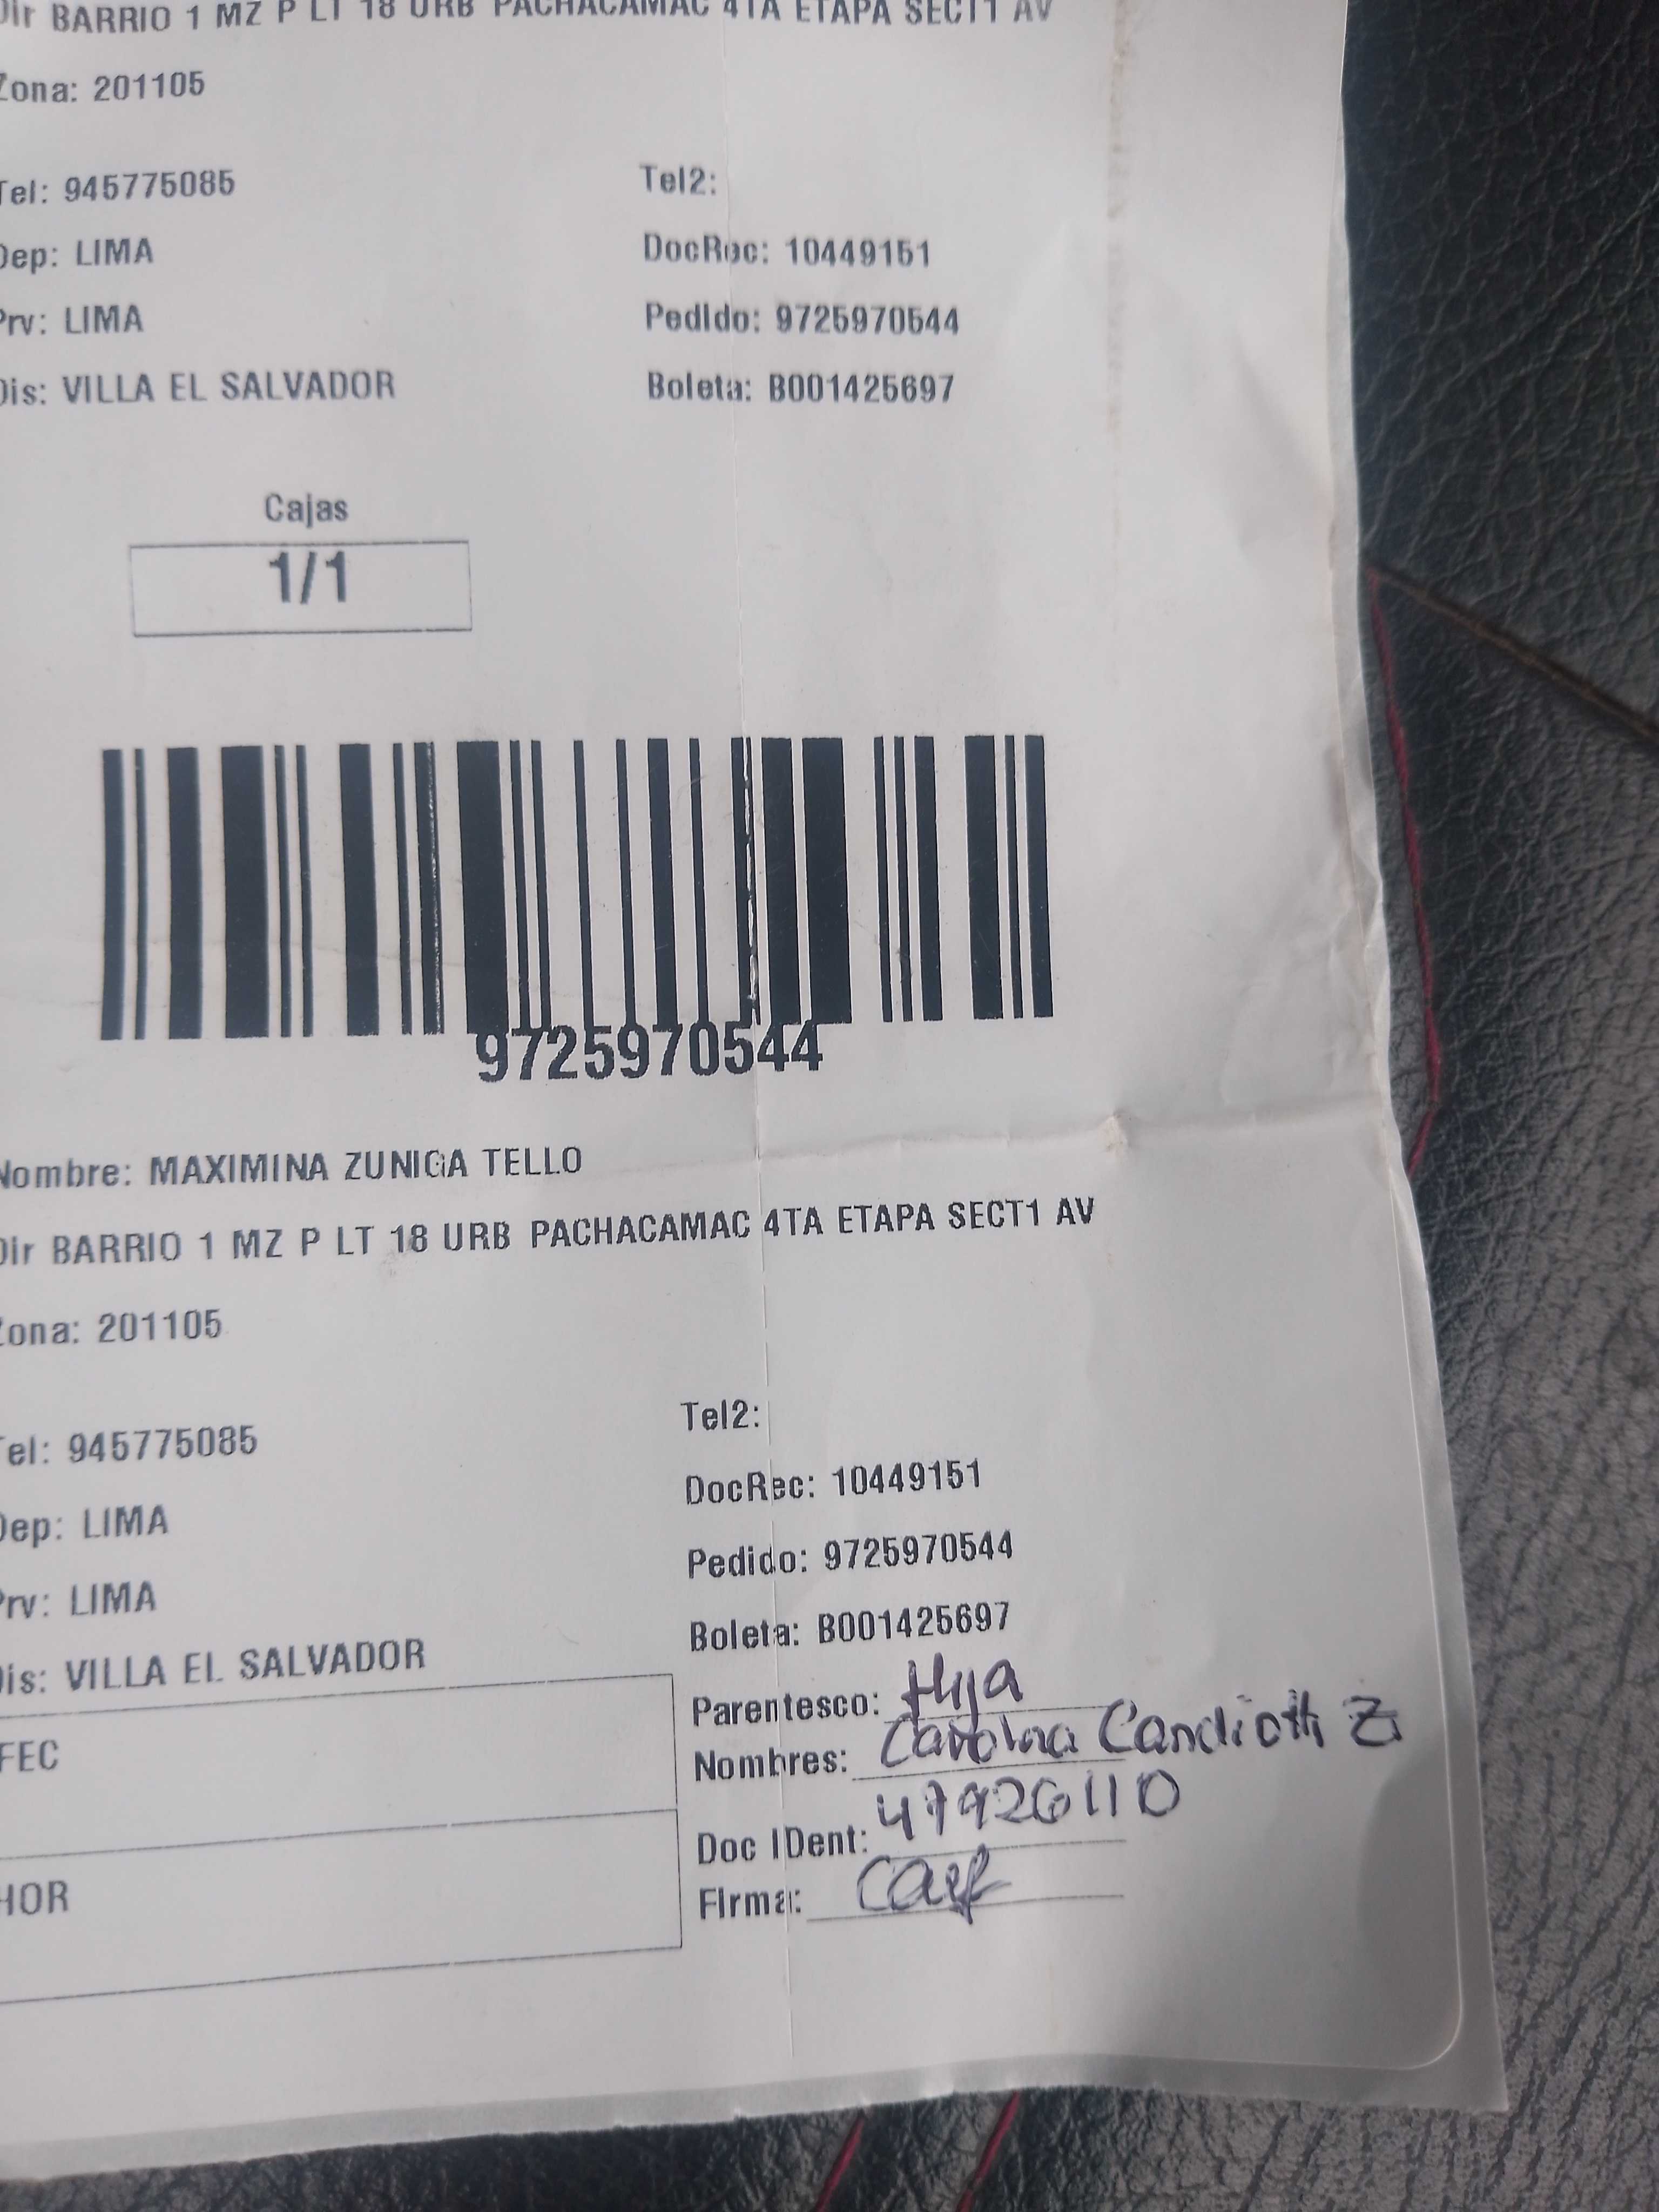 Dir BARRIO 1 MZ P LT 18 URB PACHACAMAC 4TA ETAPA SECT1 AV
Zona: 201105
Tel: 945775085 Tel2:
Dep: LIMA DocRec: 10449151
Prv: LIMA Pedido: 9725970544
Dis: VILLA EL SALVADOR Boleta: B001425697
Cajas
1/1
9725970544
Nombre: MAXIMINA ZUNIGA TELLO
Dir BARRIO 1 MZ P LT 18 URB PACHACAMAC 4TA ETAPA SECT1 AV
Zona: 201105
Tel: 945775085 Tel2:
Dep: LIMA DocRec: 10449151
Prv: LIMA Pedido: 9725970544
Dis: VILLA EL SALVADOR Boleta: B001425697
Parentesco: Hija
FEC Nombres: Carolina Candiotti Z
Doc IDent: 47926110
HOR Firma: